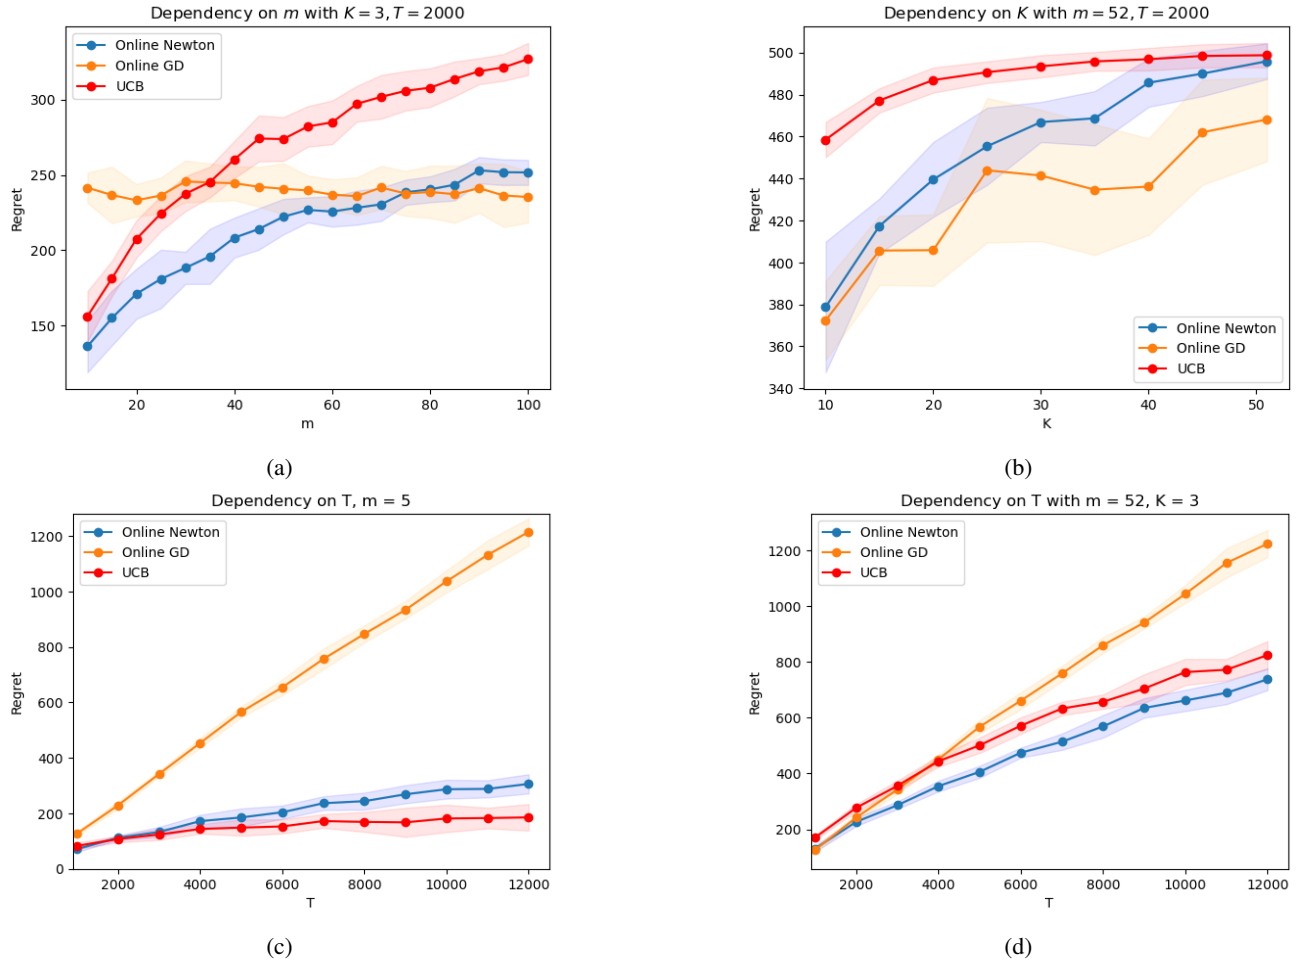 Dependency on m with K = 3, T = 2000
Regret
300
250
200
150
Online Newton
Online GD
UCB
20
40
60
80
100
m
(a)
Dependency on K with m = 52, T = 2000
Regret
500
480
460
440
420
400
380
360
340
Online Newton
Online GD
UCB
10
20
30
40
50
K
(b)
Dependency on T, m = 5
Regret
1200
1000
800
600
400
200
0
Online Newton
Online GD
UCB
2000
4000
6000
8000
10000
12000
T
(c)
Dependency on T with m = 52, K = 3
Regret
1200
1000
800
600
400
200
Online Newton
Online GD
UCB
2000
4000
6000
8000
10000
12000
T
(d)